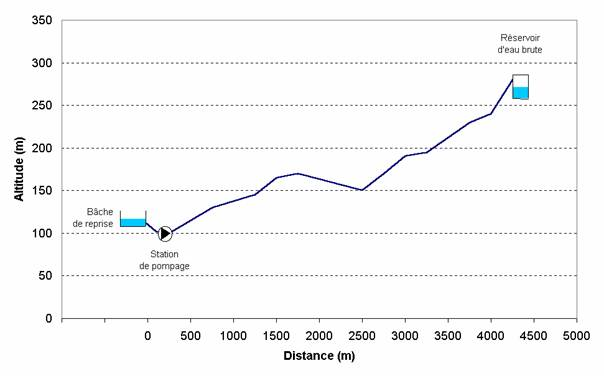 350
300
250
200
150
100
50
0
Altitude (m)
Réservoir
d'eau brute
Bâche
de reprise
Station
de pompage
0
500
1000
1500
2000
2500
3000
3500
4000
4500
5000
Distance (m)